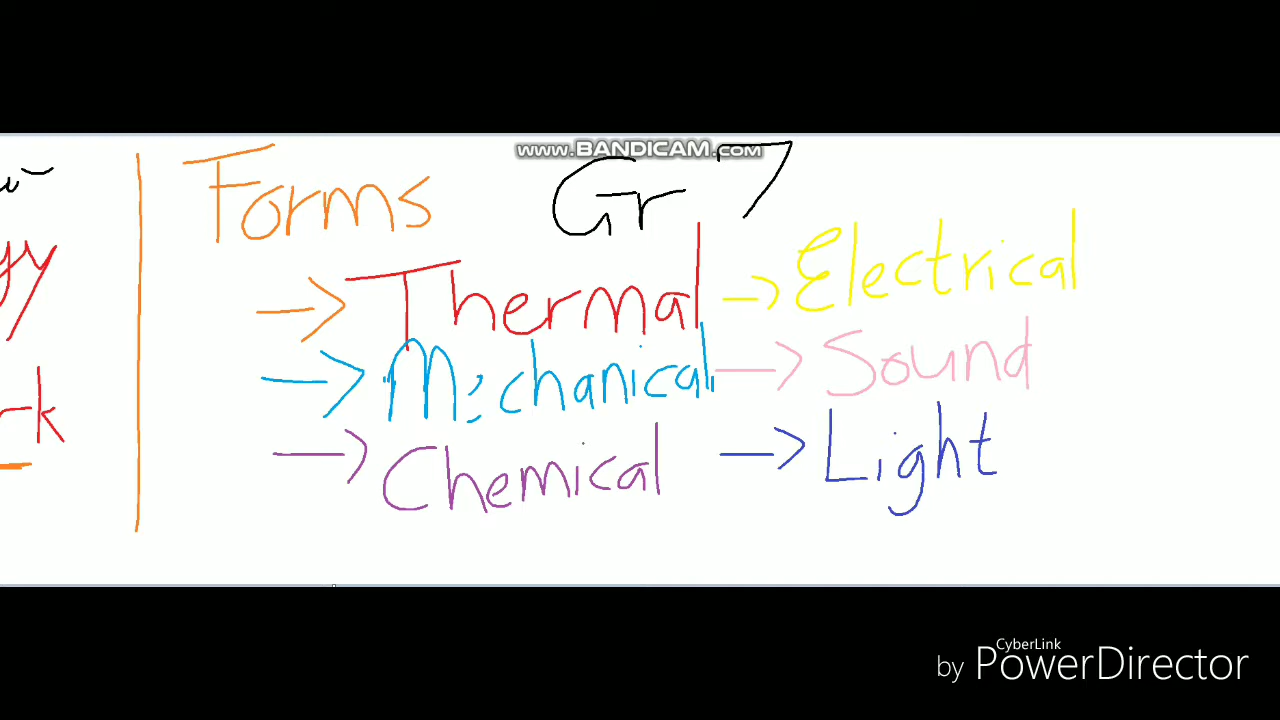 www.BANDICAM.com
Forms Gr 7
→ Thermal → Electrical
→ Mechanical → Sound
→ Chemical → Light
CyberLink
by PowerDirector